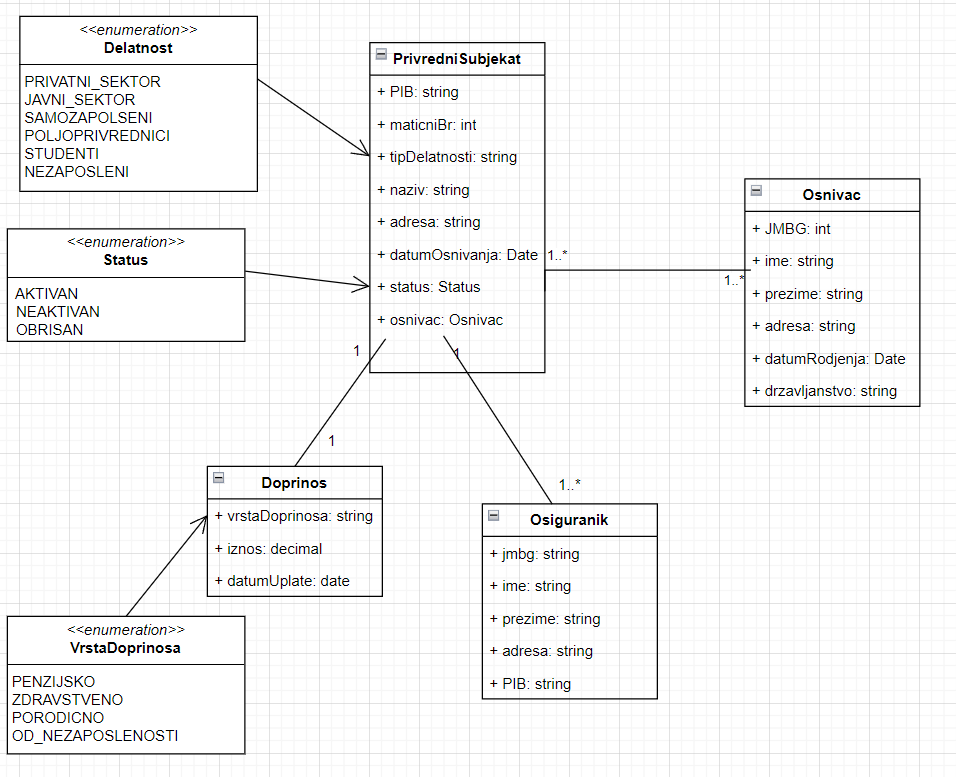 <<enumeration>>
Delatnost
PRIVATNI_SEKTOR
JAVNI_SEKTOR
SAMOZAPOLSENI
POLJOPRIVREDNICI
STUDENTI
NEZAPOSLENI
<<enumeration>>
Status
AKTIVAN
NEAKTIVAN
OBRISAN
PrivredniSubjekat
+ PIB: string
+ maticniBr: int
+ tipDelatnosti: string
+ naziv: string
+ adresa: string
+ datumOsnivanja: Date
+ status: Status
+ osnivac: Osnivac
1..*
1..*
Osnivac
+ JMBG: int
+ ime: string
+ prezime: string
+ adresa: string
+ datumRodjenja: Date
+ drzavljanstvo: string
1
1
1
1..*
Doprinos
+ vrstaDoprinosa: string
+ iznos: decimal
+ datumUplate: date
Osiguranik
+ jmbg: string
+ ime: string
+ prezime: string
+ adresa: string
+ PIB: string
<<enumeration>>
VrstaDoprinosa
PENZIJSKO
ZDRAVSTVENO
PORODICNO
OD_NEZAPOSLENOSTI